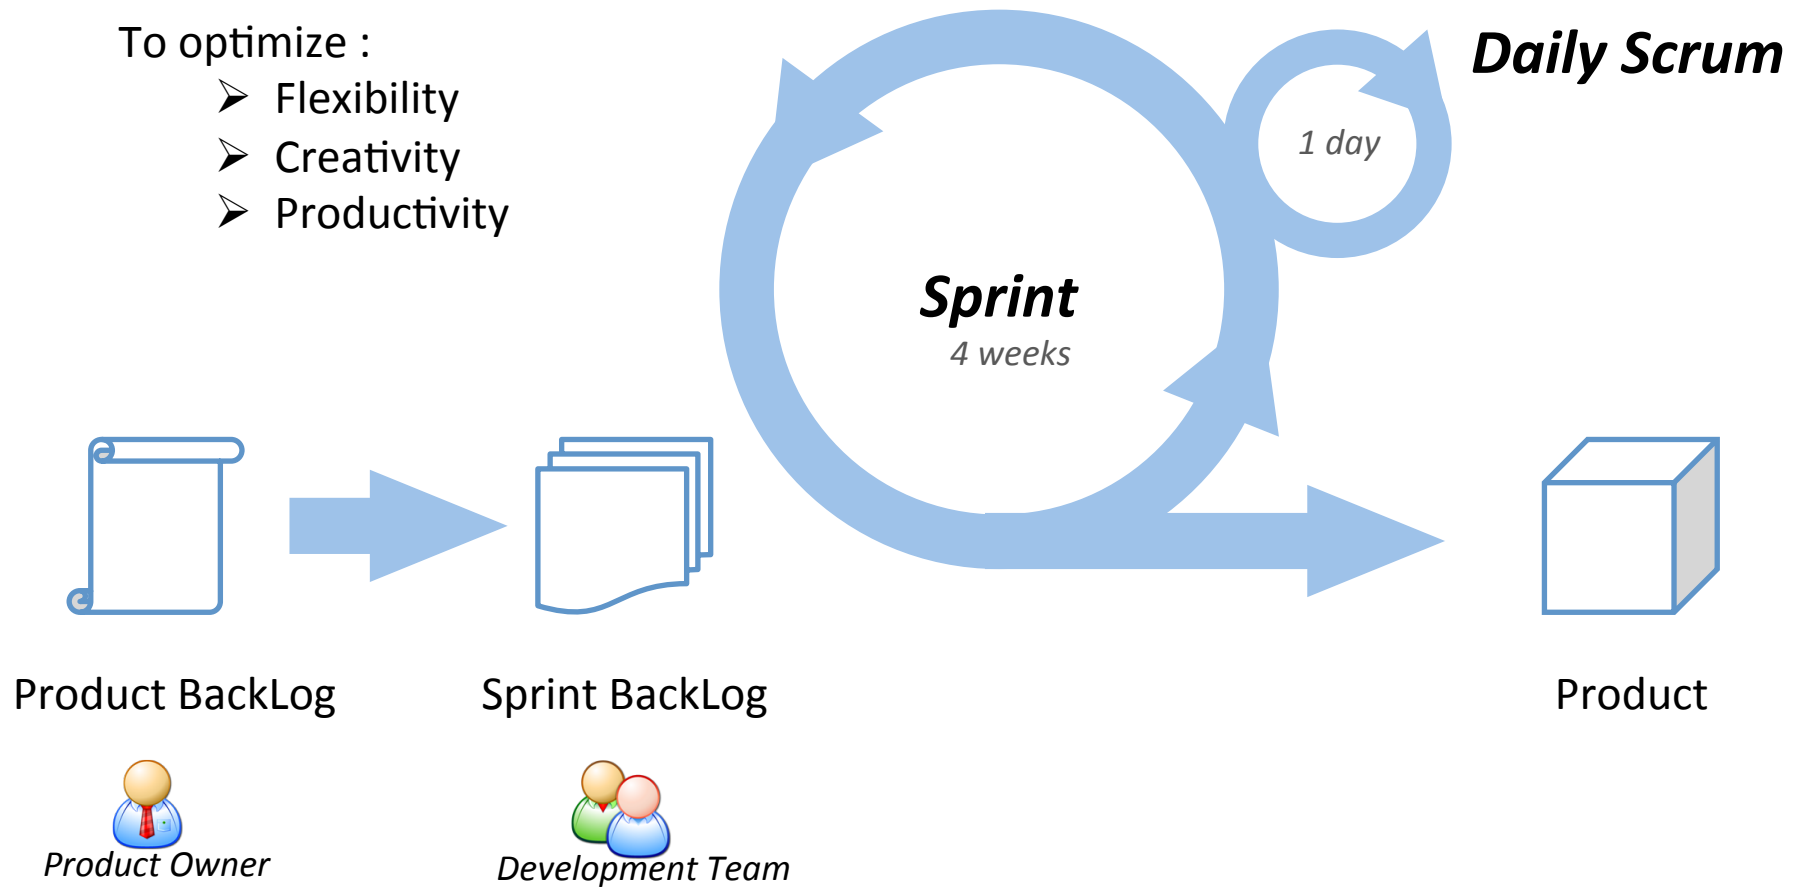 To optimize :
➢ Flexibility
➢ Creativity
➢ Productivity
Daily Scrum
1 day
Sprint
4 weeks
Product BackLog
Sprint BackLog
Product
Product Owner
Development Team